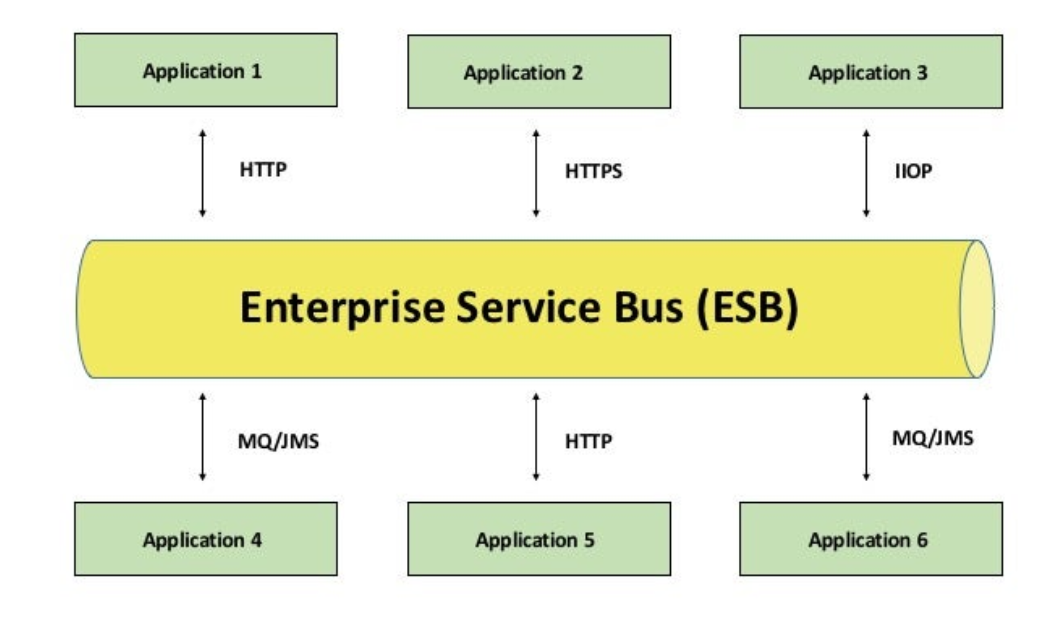 Application 1
Application 2
Application 3
HTTP
HTTPS
IIOP
Enterprise Service Bus (ESB)
MQ/JMS
HTTP
MQ/JMS
Application 4
Application 5
Application 6